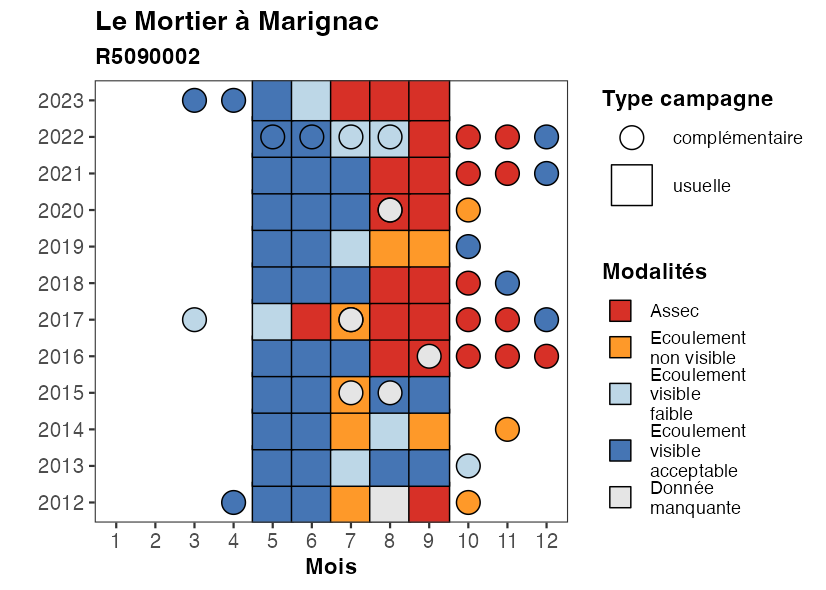 Le Mortier à Marignac
R5090002
2023
2022
2021
2020
2019
2018
2017
2016
2015
2014
2013
2012
1 2 3 4 5 6 7 8 9 10 11 12
Mois
Type campagne
complémentaire
usuelle
Modalités
Assec
Ecoulement
non visible
Ecoulement
visible
faible
Ecoulement
visible
acceptable
Donnée
manquante